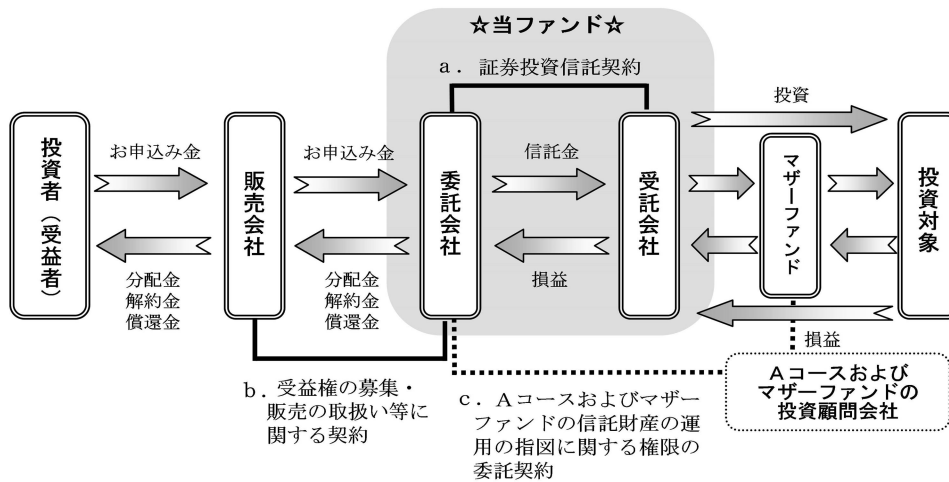 ☆当ファンド☆
a．証券投資信託契約
投資者（受益者）
お申込み金
分配金
解約金
償還金
販売会社
お申込み金
分配金
解約金
償還金
委託会社
信託金
損益
受託会社
投資
マザーファンド
損益
投資対象
b．受益権の募集・
販売の取扱い等に
関する契約
c．Ａコースおよびマザー
ファンドの信託財産の運
用の指図に関する権限の
委託契約
Ａコースおよび
マザーファンドの
投資顧問会社